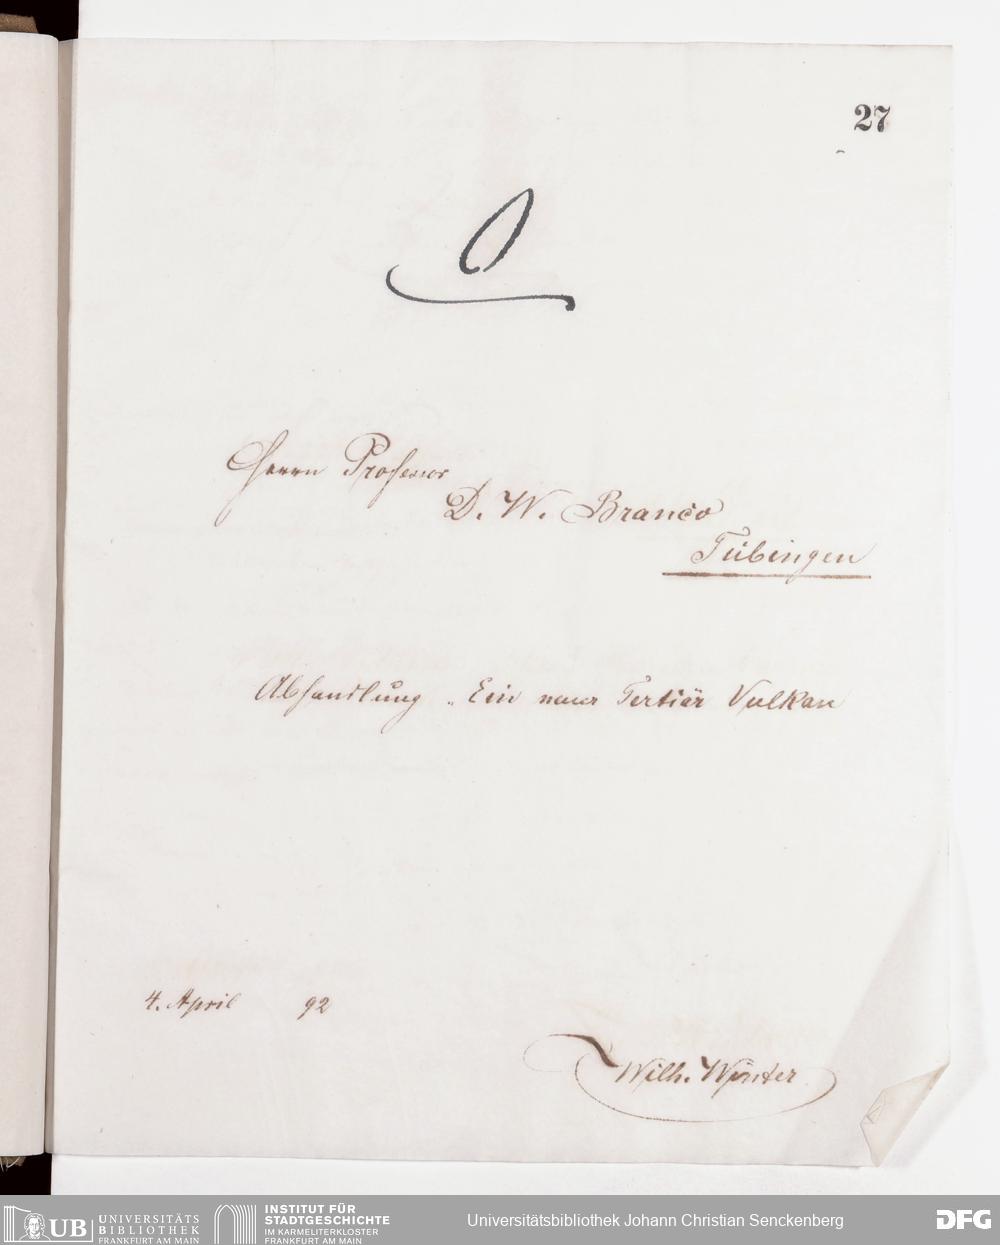 27
Herrn Professor
D. W. Branco
Tübingen
Abhandlung „Ein neuer Tertiär Vulkan
4. April 92
Wilh. Winter
UB UNIVERSITÄTS
BIBLIOTHEK
FRANKFURT AM MAIN
INSTITUT FÜR
STADTGESCHICHTE
IM KARMELITERKLOSTER
FRANKFURT AM MAIN
Universitätsbibliothek Johann Christian Senckenberg
DFG